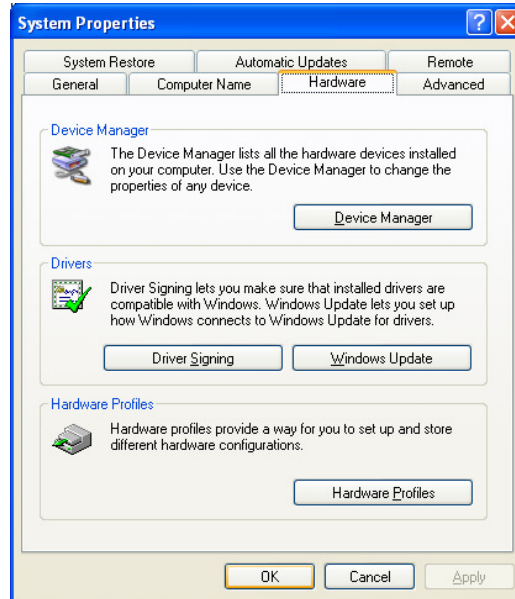 System Properties
System Restore Automatic Updates Remote
General Computer Name Hardware Advanced
Device Manager
The Device Manager lists all the hardware devices installed
on your computer. Use the Device Manager to change the
properties of any device.
Device Manager
Drivers
Driver Signing lets you make sure that installed drivers are
compatible with Windows. Windows Update lets you set up
how Windows connects to Windows Update for drivers.
Driver Signing Windows Update
Hardware Profiles
Hardware profiles provide a way for you to set up and store
different hardware configurations.
Hardware Profiles
OK Cancel Apply